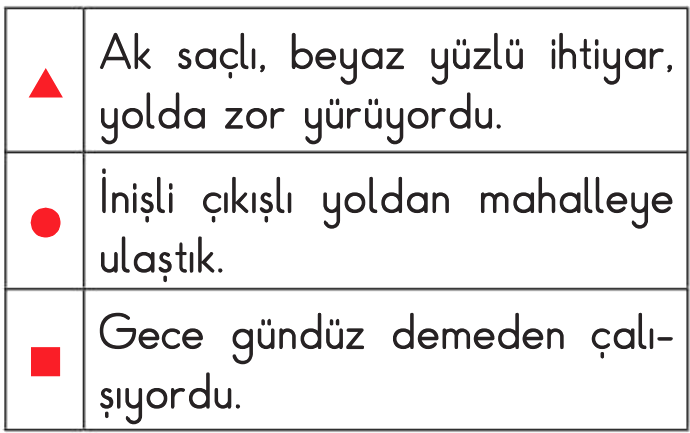 Ak saçlı, beyaz yüzlü ihtiyar,
yolda zor yürüyordu.
İnişli çıkışlı yoldan mahalleye
ulaştık.
Gece gündüz demeden çalı-
şıyordu.